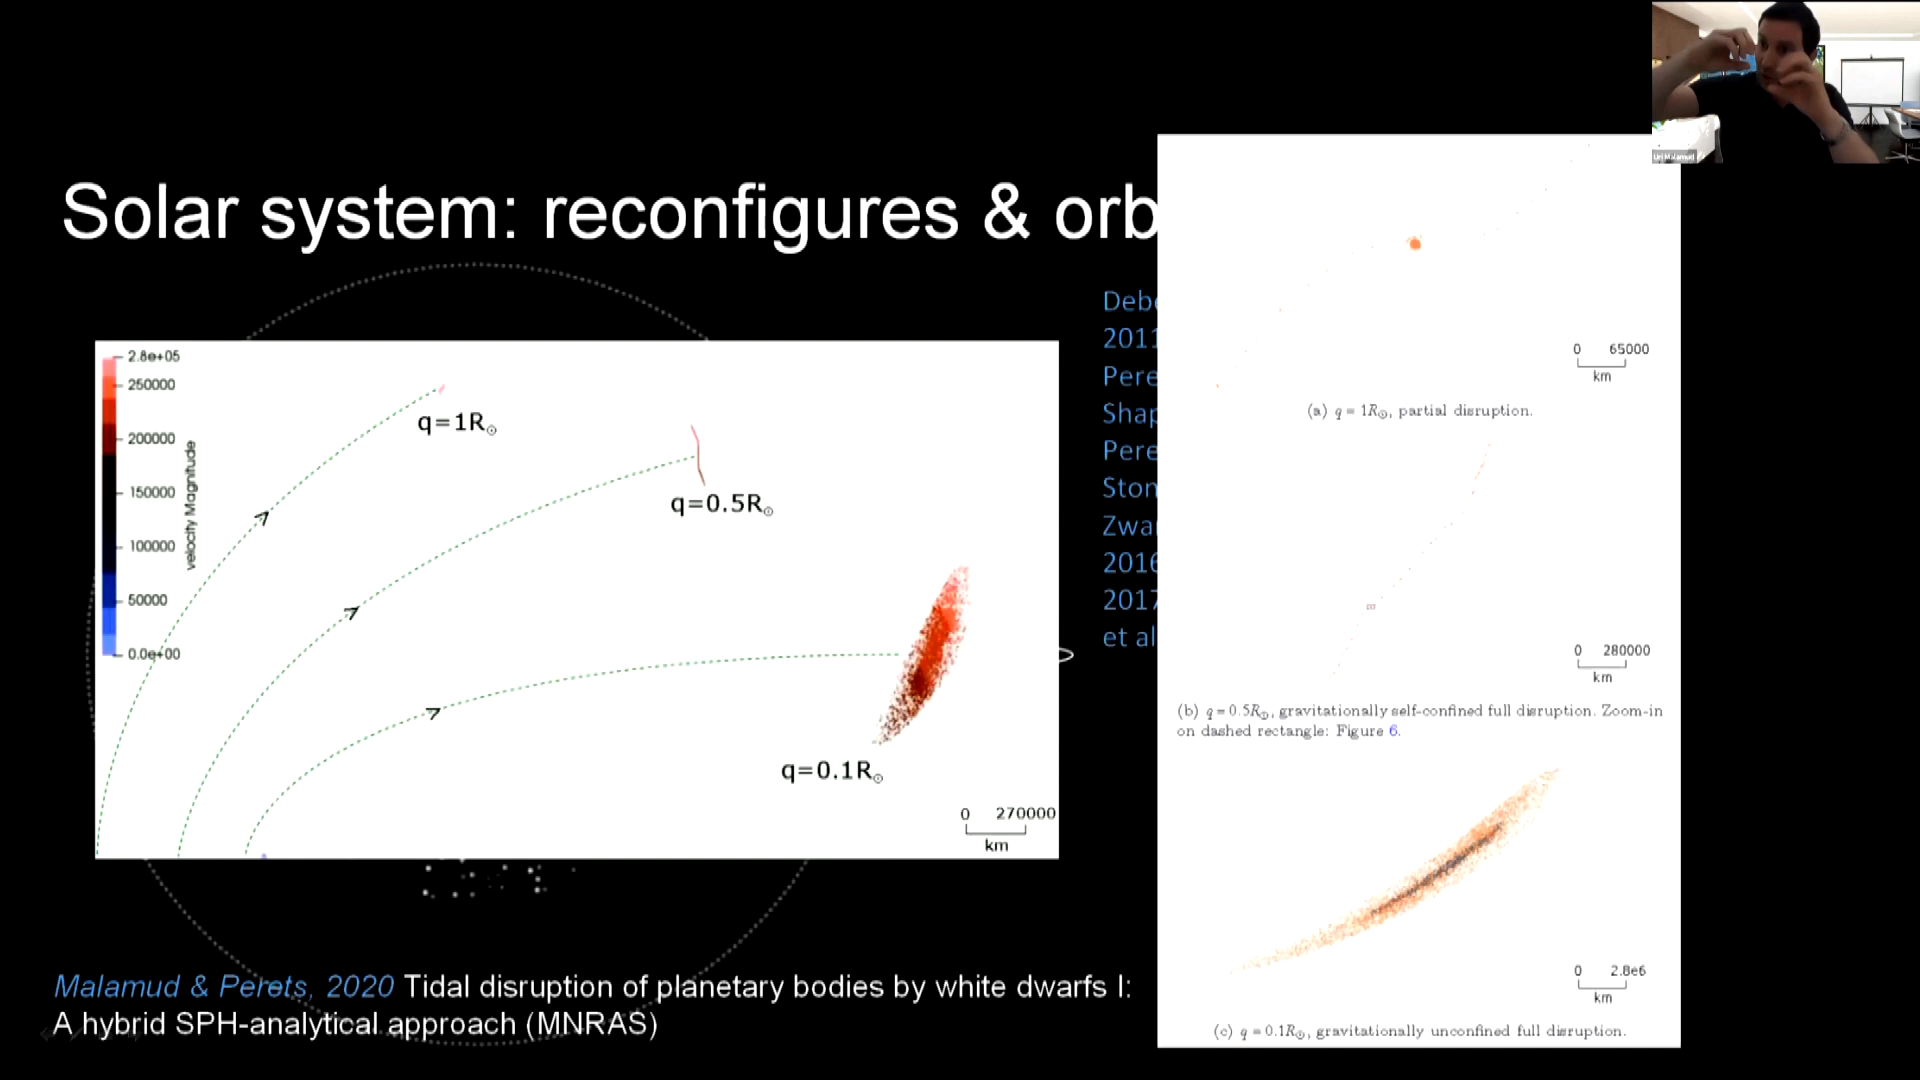 Uri Malamud
Solar system: reconfigures & orb
2.8e+05
250000
200000
150000
100000
50000
0.0e+00
velocity Magnitude
q=1R☉
q=0.5R☉
q=0.1R☉
0 270000
km
Debe
2011
Pere
Shap
Pere
Ston
Zwa
2016
2017
et al
0 65000
km
(a) q = 1R☉, partial disruption.
0 280000
km
(b) q = 0.5R☉, gravitationally self-confined full disruption. Zoom-in
on dashed rectangle: Figure 6.
0 2.8e6
km
(c) q = 0.1R☉, gravitationally unconfined full disruption.
Malamud & Perets, 2020 Tidal disruption of planetary bodies by white dwarfs I:
A hybrid SPH-analytical approach (MNRAS)